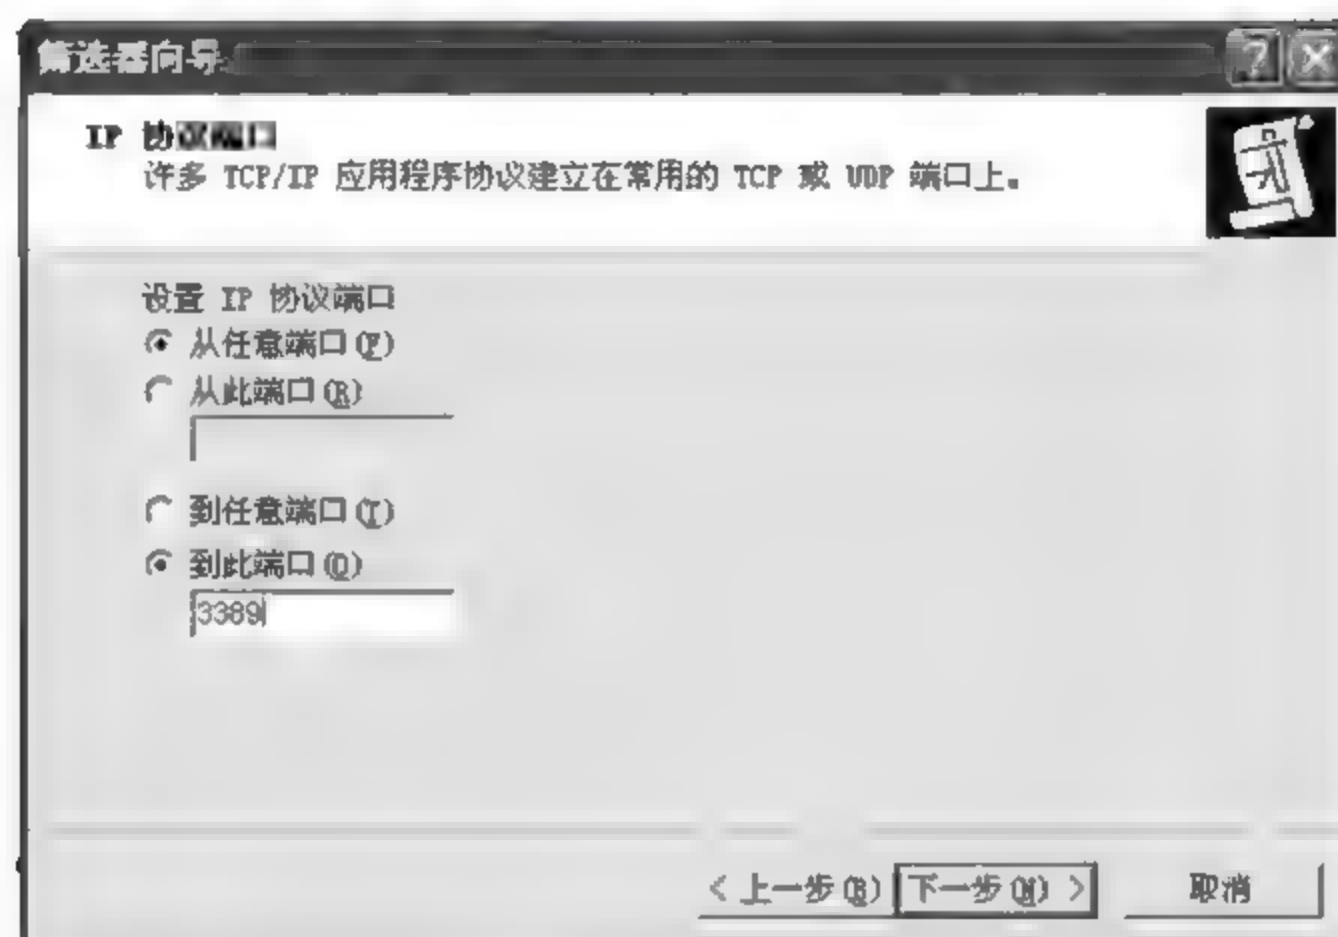 筛选器向导
IP 协议端口
许多 TCP/IP 应用程序协议建立在常用的 TCP 或 UDP 端口上。
设置 IP 协议端口
从任意端口(F)
从此端口(R)
到任意端口(T)
到此端口(O)
3389
< 上一步(B) 下一步(N) > 取消